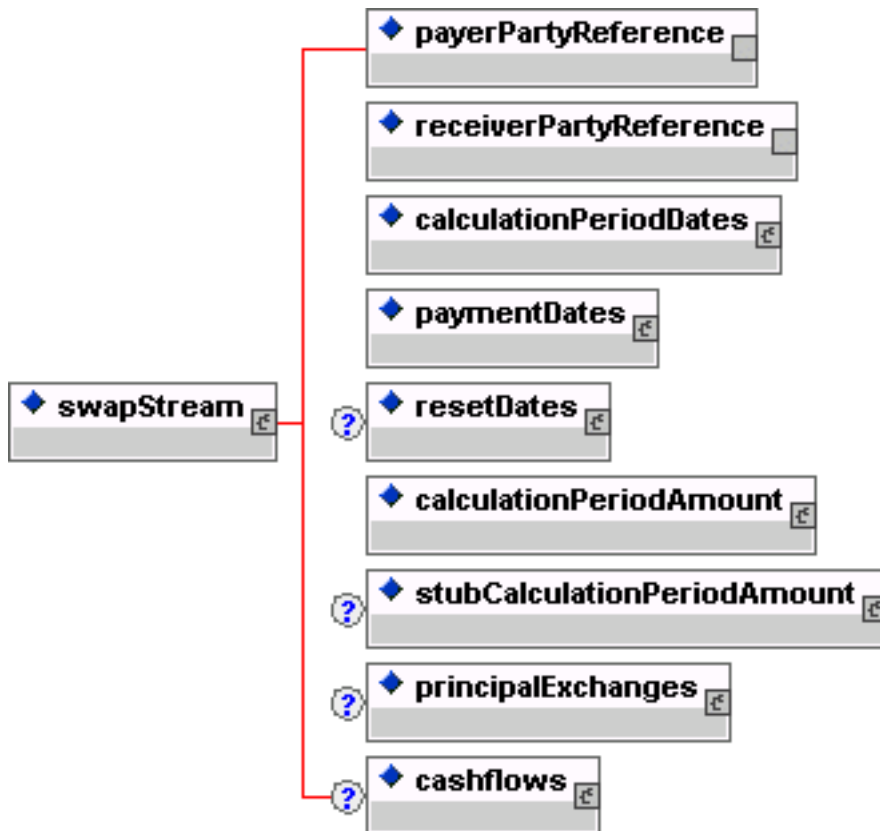 payerPartyReference
receiverPartyReference
calculationPeriodDates
paymentDates
swapStream
? resetDates
calculationPeriodAmount
? stubCalculationPeriodAmount
? principalExchanges
? cashflows